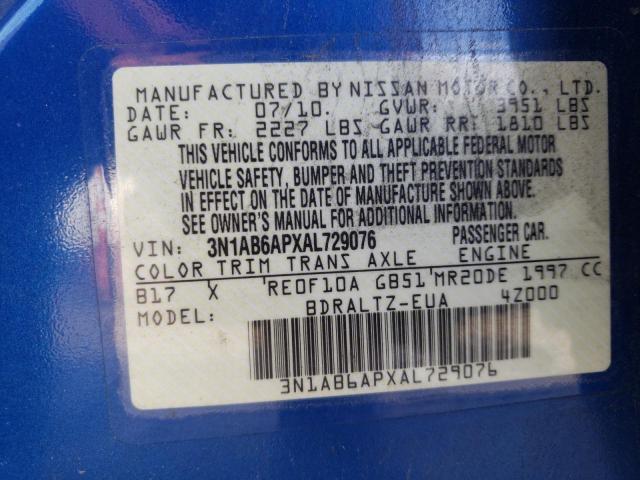 MANUFACTURED BY NISSAN MOTOR CO., LTD.
DATE: 07/10. GVWR: 3951 LBS
GAWR FR: 2227 LBS GAWR RR: 1810 LBS
THIS VEHICLE CONFORMS TO ALL APPLICABLE FEDERAL MOTOR
VEHICLE SAFETY, BUMPER AND THEFT PREVENTION STANDARDS
IN EFFECT ON THE DATE OF MANUFACTURE SHOWN ABOVE.
SEE OWNER'S MANUAL FOR ADDITIONAL INFORMATION.
VIN: 3N1AB6APXAL729076 PASSENGER CAR.
COLOR TRIM TRANS AXLE ENGINE
B17 X RE0F10A GB51 MR20DE 1997 CC
MODEL: BDRALTZ-EUA 4Z000
3N1AB6APXAL729076